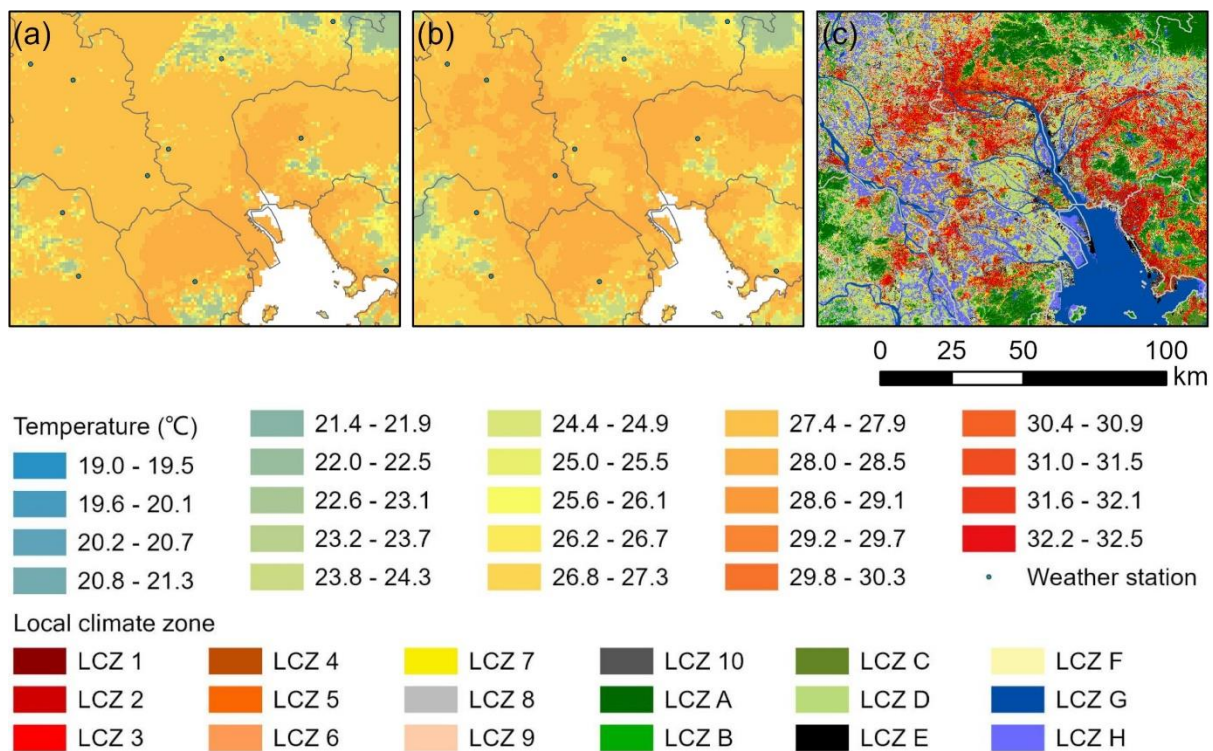 (a) (b) (c)
0 25 50 100
km
Temperature (℃)
19.0 - 19.5
19.6 - 20.1
20.2 - 20.7
20.8 - 21.3
21.4 - 21.9
22.0 - 22.5
22.6 - 23.1
23.2 - 23.7
23.8 - 24.3
24.4 - 24.9
25.0 - 25.5
25.6 - 26.1
26.2 - 26.7
26.8 - 27.3
27.4 - 27.9
28.0 - 28.5
28.6 - 29.1
29.2 - 29.7
29.8 - 30.3
30.4 - 30.9
31.0 - 31.5
31.6 - 32.1
32.2 - 32.5
Weather station
Local climate zone
LCZ 1
LCZ 2
LCZ 3
LCZ 4
LCZ 5
LCZ 6
LCZ 7
LCZ 8
LCZ 9
LCZ 10
LCZ A
LCZ B
LCZ C
LCZ D
LCZ E
LCZ F
LCZ G
LCZ H